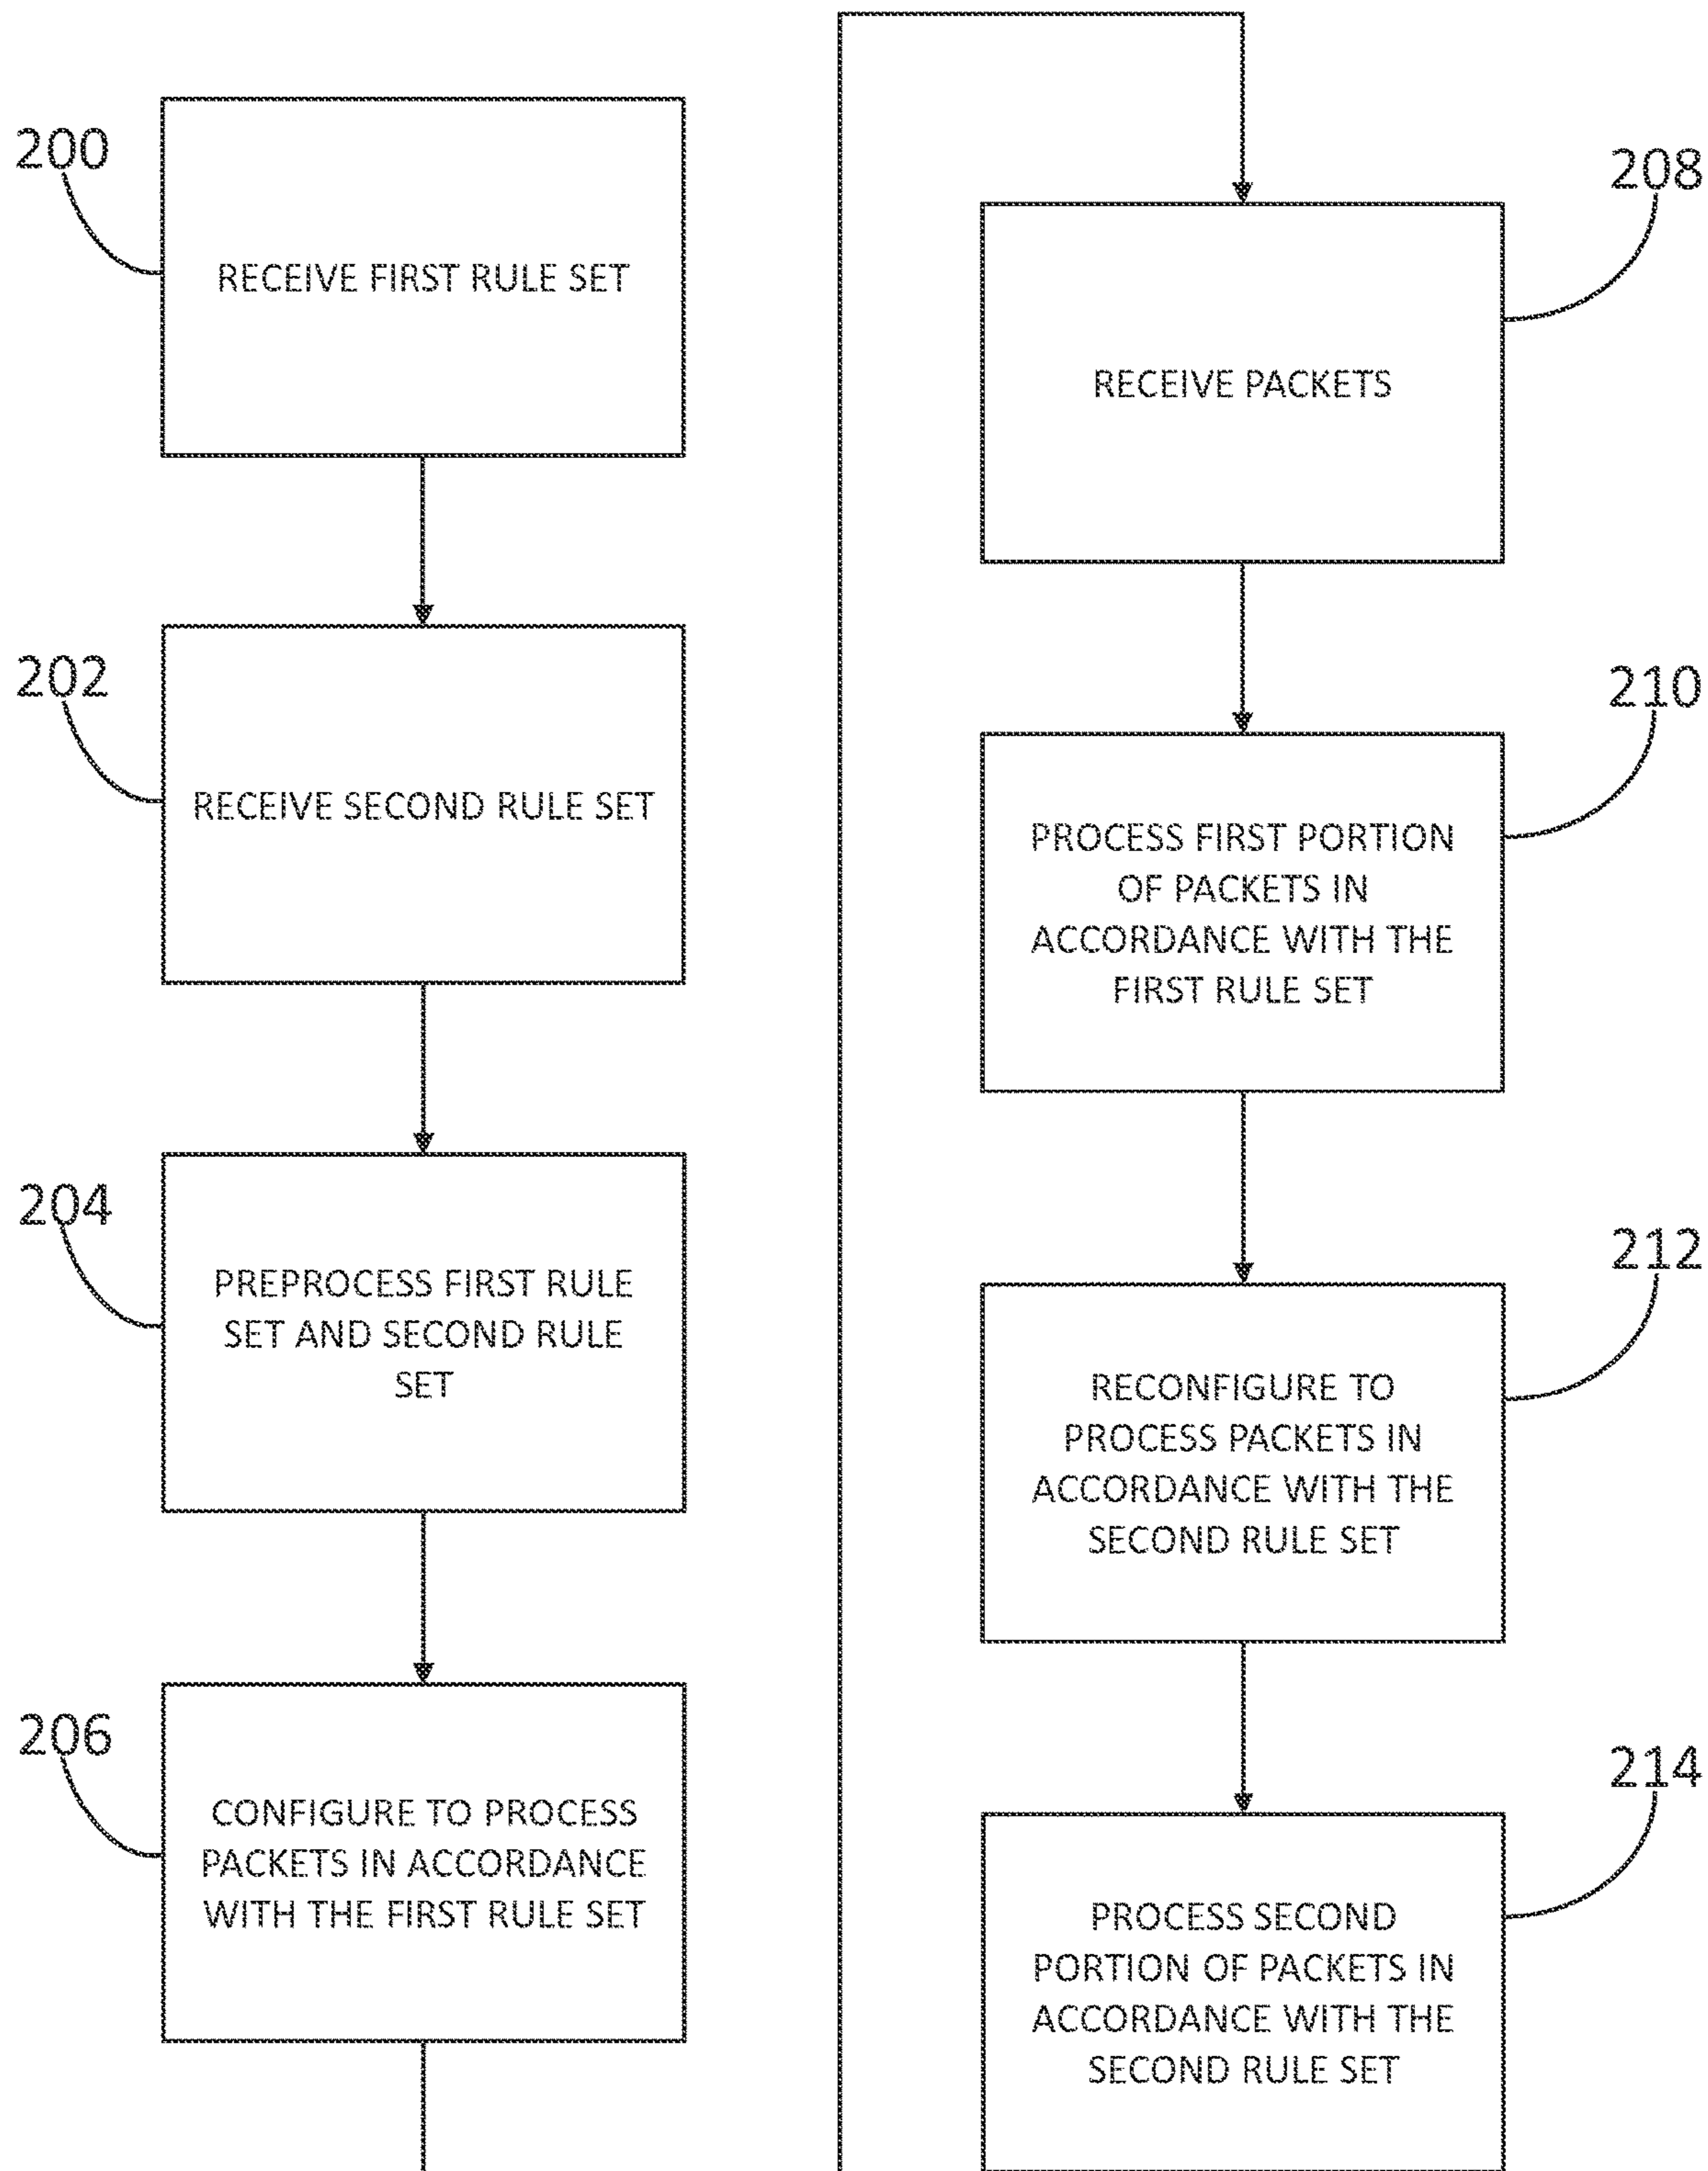 200
RECEIVE FIRST RULE SET
202
RECEIVE SECOND RULE SET
204
PREPROCESS FIRST RULE
SET AND SECOND RULE
SET
206
CONFIGURE TO PROCESS
PACKETS IN ACCORDANCE
WITH THE FIRST RULE SET
208
RECEIVE PACKETS
210
PROCESS FIRST PORTION
OF PACKETS IN
ACCORDANCE WITH THE
FIRST RULE SET
212
RECONFIGURE TO
PROCESS PACKETS IN
ACCORDANCE WITH THE
SECOND RULE SET
214
PROCESS SECOND
PORTION OF PACKETS IN
ACCORDANCE WITH THE
SECOND RULE SET